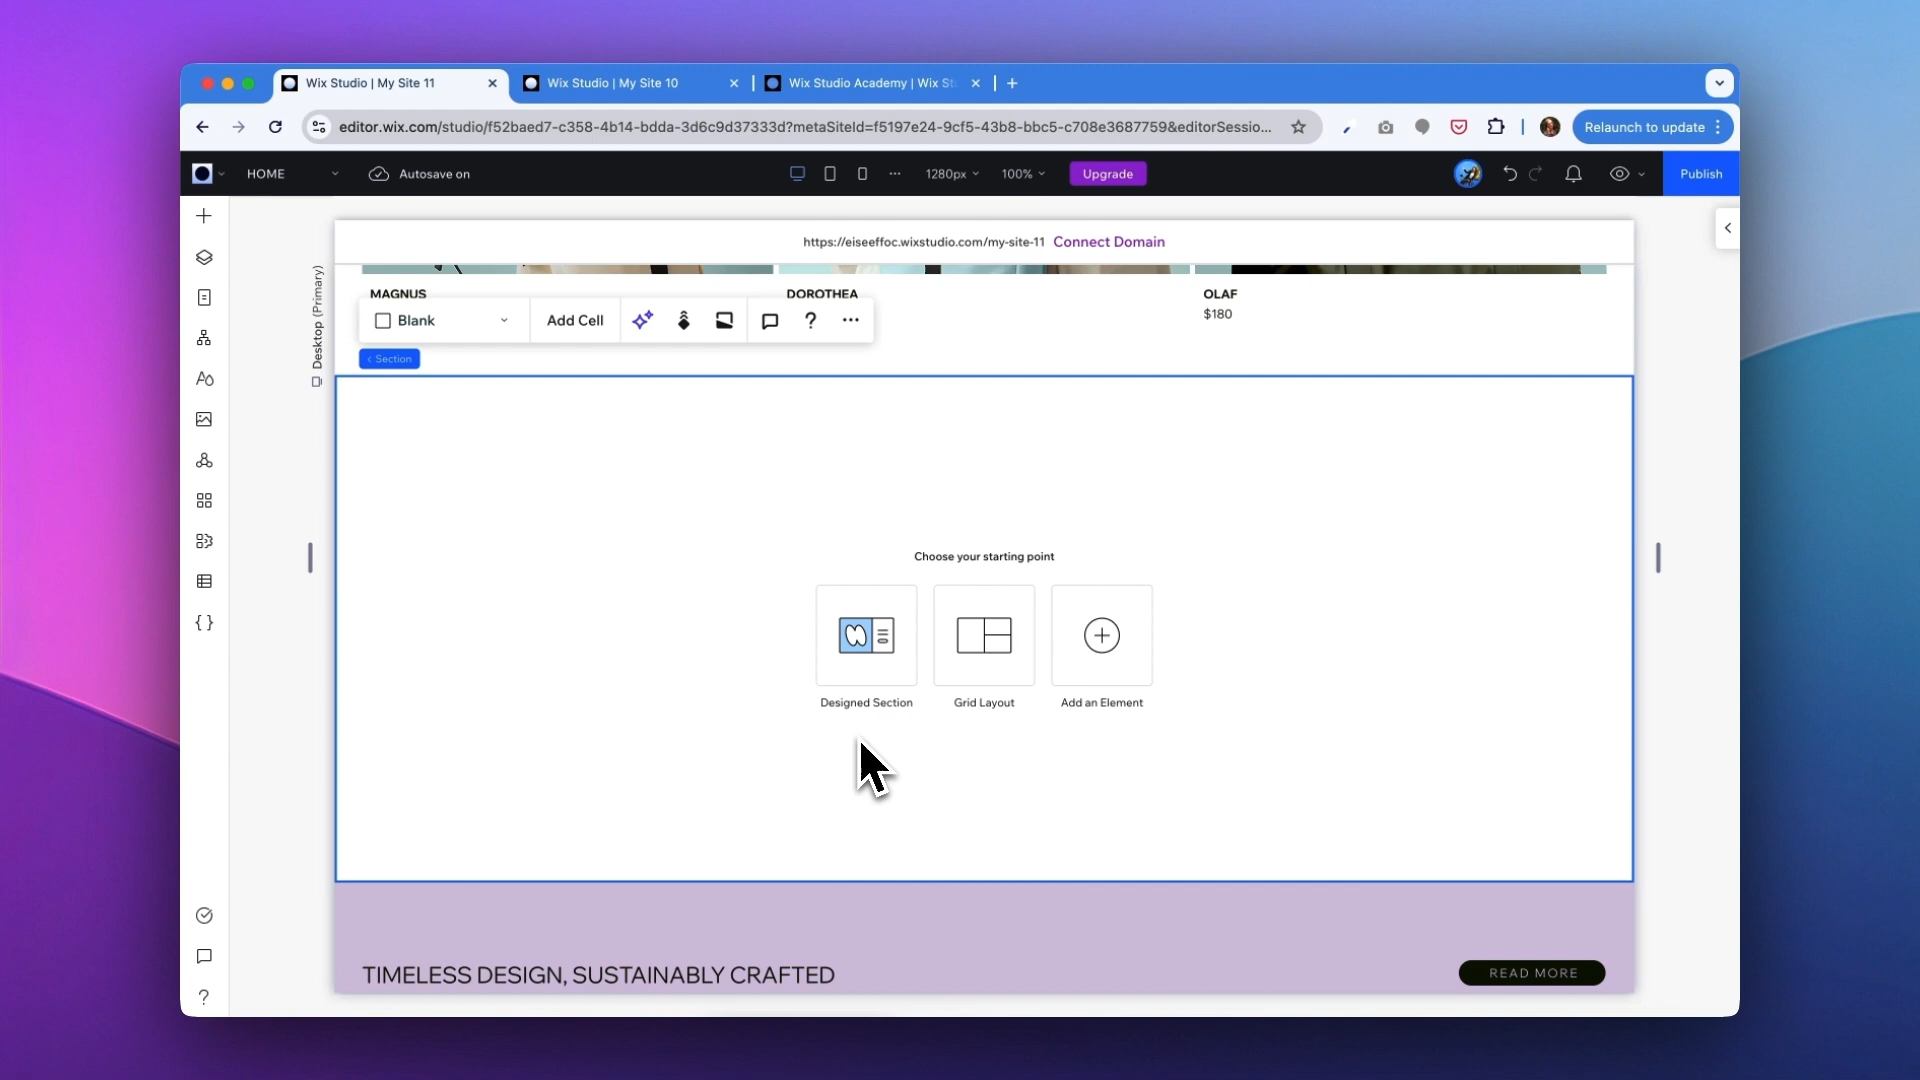 Wix Studio | My Site 11
Wix Studio | My Site 10
Wix Studio Academy | Wix St
editor.wix.com/studio/f52baed7-c358-4b14-bdda-3d6c9d37333d?metaSiteId=f5197e24-9cf5-43b8-bbc5-c708e3687759&editorSessio...
Relaunch to update
HOME
Autosave on
1280px
100%
Upgrade
Publish
https://eiseeffoc.wixstudio.com/my-site-11 Connect Domain
Desktop (Primary)
MAGNUS
DOROTHEA
OLAF
$180
Blank
Add Cell
?
< Section
Choose your starting point
Designed Section
Grid Layout
Add an Element
TIMELESS DESIGN, SUSTAINABLY CRAFTED
READ MORE
?